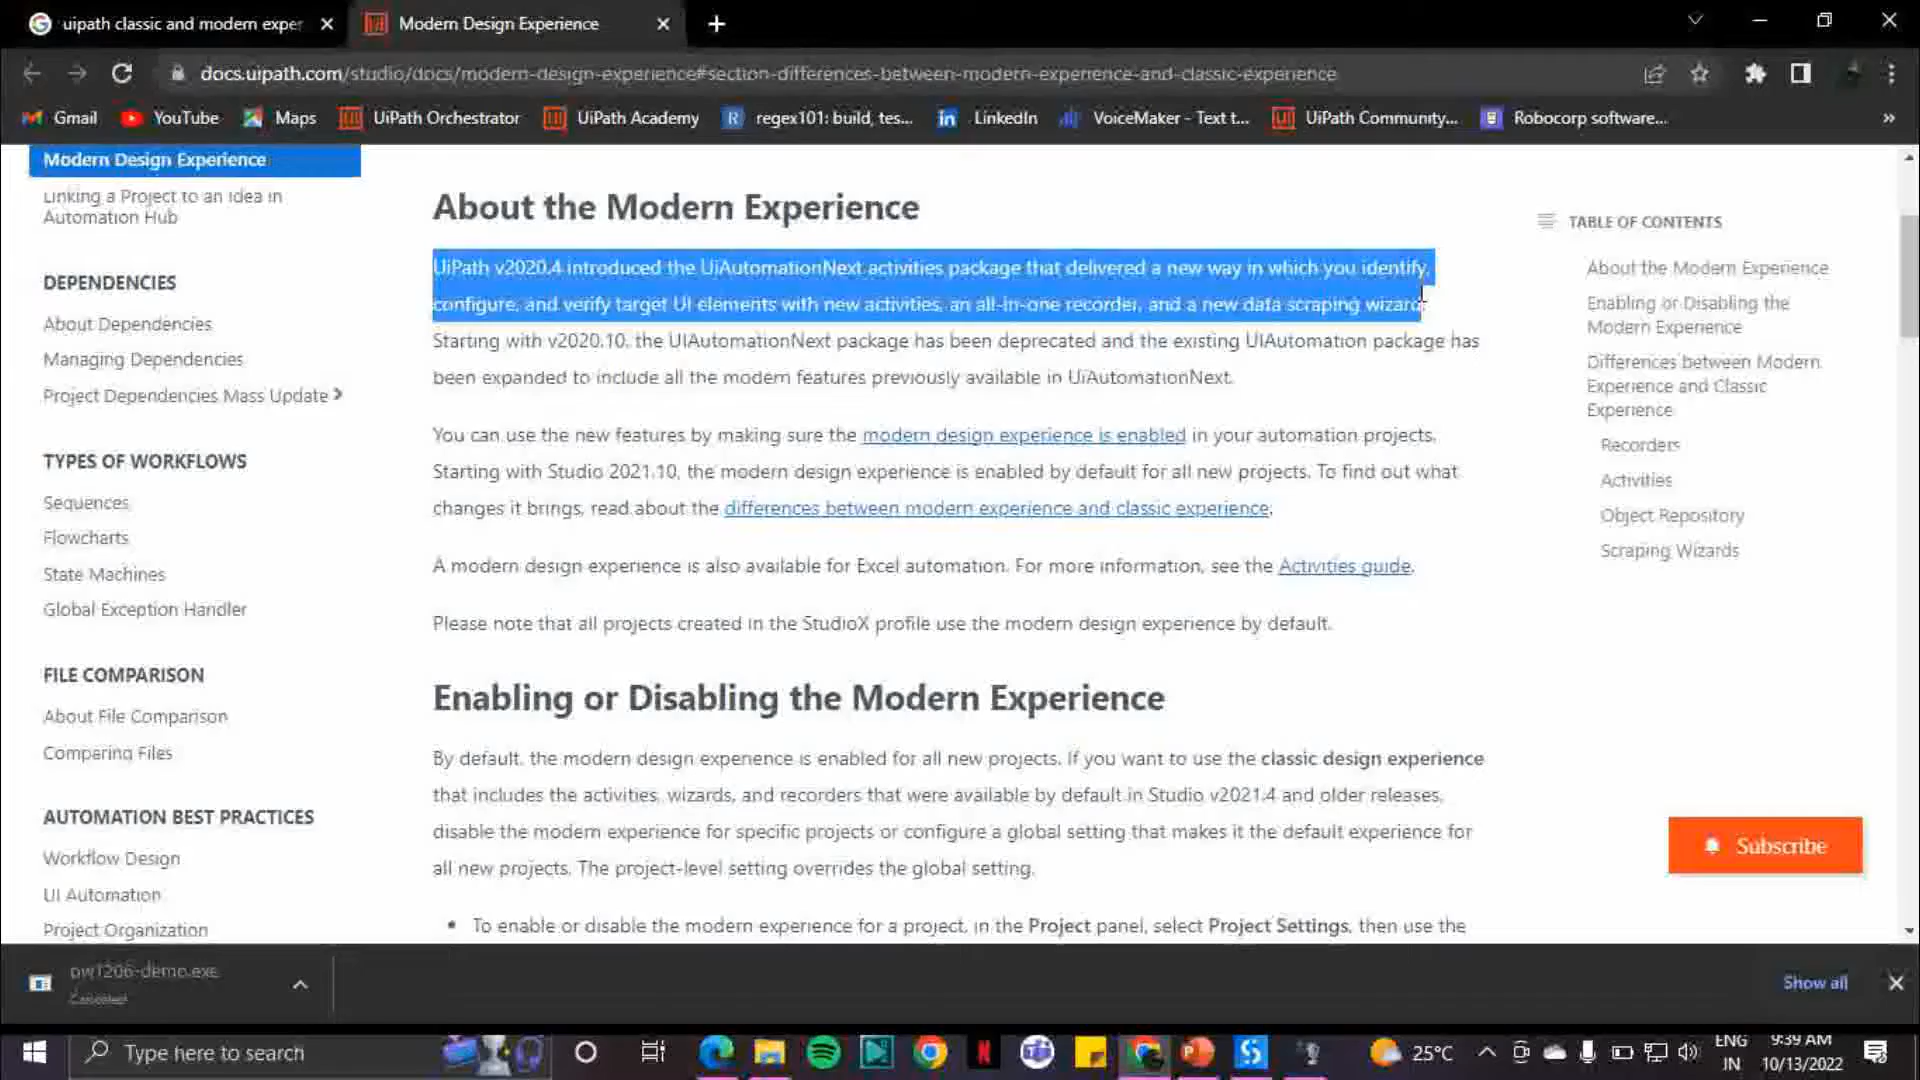 uipath classic and modern exper
Modern Design Experience
docs.uipath.com/studio/docs/modern-design-experience#section-differences-between-modern-experience-and-classic-experience
Gmail
YouTube
Maps
UiPath Orchestrator
UiPath Academy
R
regex101: build, tes...
in
LinkedIn
VoiceMaker - Text t...
UiPath Community...
Robocorp software...
»
Modern Design Experience
Linking a Project to an Idea in
Automation Hub
DEPENDENCIES
About Dependencies
Managing Dependencies
Project Dependencies Mass Update
TYPES OF WORKFLOWS
Sequences
Flowcharts
State Machines
Global Exception Handler
FILE COMPARISON
About File Comparison
Comparing Files
AUTOMATION BEST PRACTICES
Workflow Design
UI Automation
Project Organization
About the Modern Experience
UiPath v2020.4 introduced the UiAutomationNext activities package that delivered a new way in which you identify,
configure, and verify target UI elements with new activities, an all-in-one recorder, and a new data scraping wizard.
Starting with v2020.10, the UIAutomationNext package has been deprecated and the existing UIAutomation package has
been expanded to include all the modern features previously available in UiAutomationNext.
You can use the new features by making sure the modern design experience is enabled in your automation projects.
Starting with Studio 2021.10, the modern design experience is enabled by default for all new projects. To find out what
changes it brings, read about the differences between modern experience and classic experience.
A modern design experience is also available for Excel automation. For more information, see the Activities guide.
Please note that all projects created in the StudioX profile use the modern design experience by default.
Enabling or Disabling the Modern Experience
By default, the modern design experience is enabled for all new projects. If you want to use the classic design experience
that includes the activities, wizards, and recorders that were available by default in Studio v2021.4 and older releases,
disable the modern experience for specific projects or configure a global setting that makes it the default experience for
all new projects. The project-level setting overrides the global setting.
• To enable or disable the modern experience for a project, in the Project panel, select Project Settings, then use the
TABLE OF CONTENTS
About the Modern Experience
Enabling or Disabling the
Modern Experience
Differences between Modern
Experience and Classic
Experience
Recorders
Activities
Object Repository
Scraping Wizards
Subscribe
pw1206-demo.exe
Canceled
Show all
Type here to search
25°C
ENG
IN
9:39 AM
10/13/2022